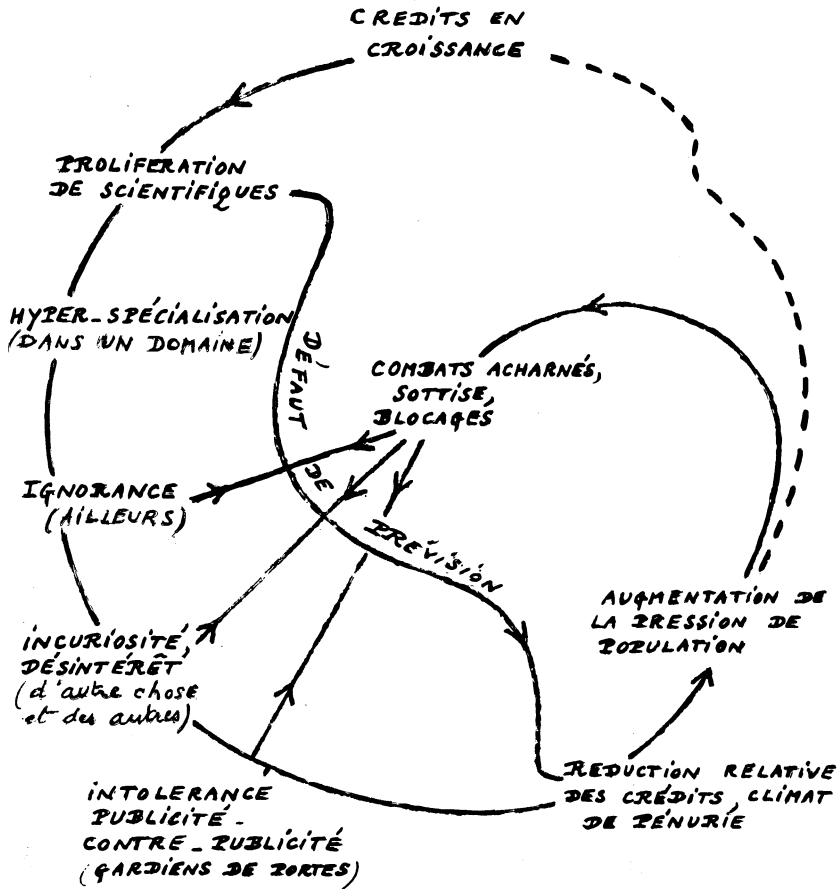 CREDITS EN
CROISSANCE
PROLIFERATION
DE SCIENTIFIQUES
HYPER-SPÉCIALISATION
(DANS UN DOMAINE)
DÉFAUT DE PRÉVISION
COMBATS ACHARNÉS,
SOTTISE,
BLOCAGES
IGNORANCE
(AILLEURS)
INCURIOSITÉ,
DÉSINTÉRÊT
(d'autre chose
et des autres)
AUGMENTATION DE
LA PRESSION DE
POPULATION
INTOLERANCE
PUBLICITÉ-
CONTRE-PUBLICITÉ
(GARDIENS DE PORTES)
REDUCTION RELATIVE
DES CRÉDITS, CLIMAT
DE PÉNURIE